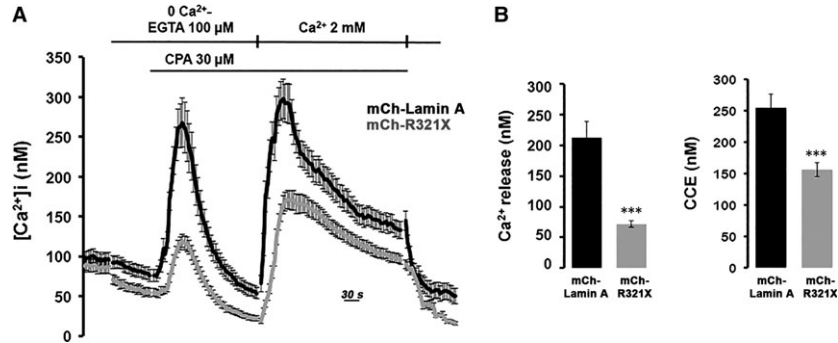 A
0 Ca²⁺-
EGTA 100 µM
Ca²⁺ 2 mM
CPA 30 µM
400
350
300
250
200
150
100
50
0
[Ca²⁺]i (nM)
mCh-Lamin A
mCh-R321X
30 s
B
Ca²⁺ release (nM)
300
250
200
150
100
50
0
***
mCh-
Lamin A
mCh-
R321X
CCE (nM)
300
250
200
150
100
50
0
***
mCh-
Lamin A
mCh-
R321X